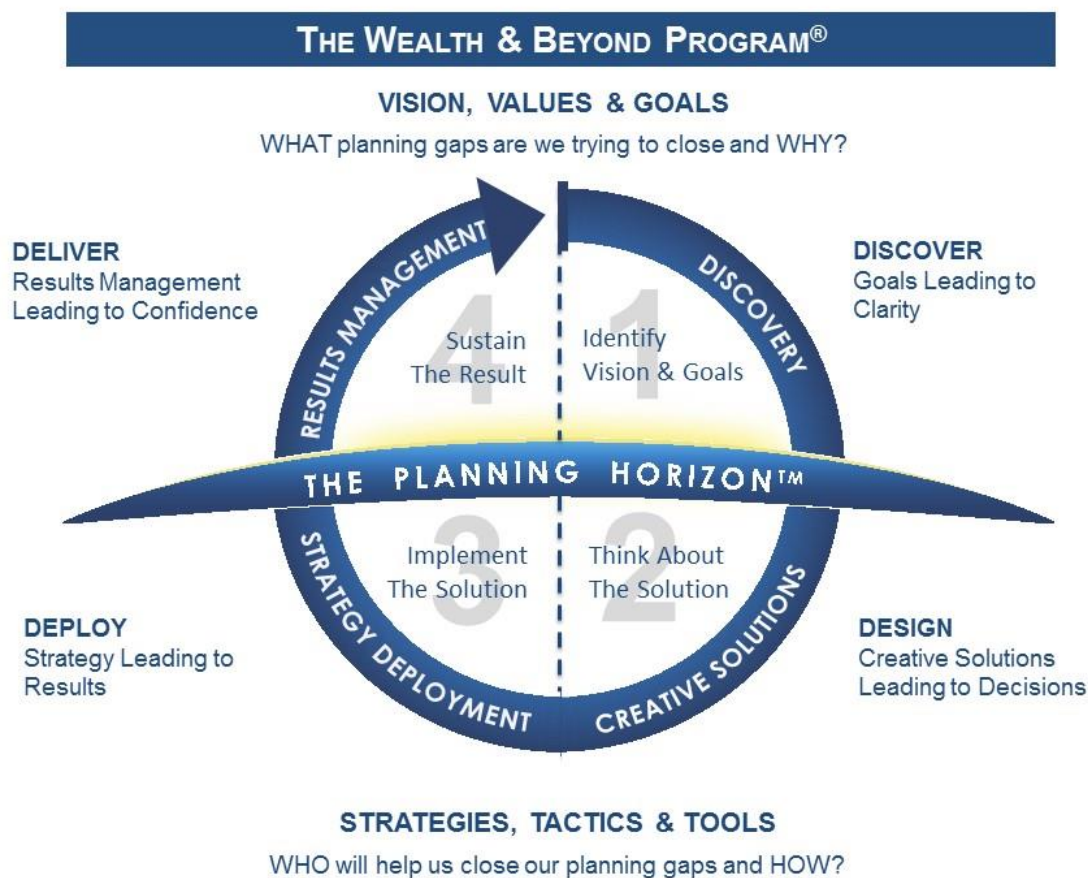 THE WEALTH & BEYOND PROGRAM®
VISION, VALUES & GOALS
WHAT planning gaps are we trying to close and WHY?
DISCOVER
Goals Leading to
Clarity
DISCOVERY
1
Identify
Vision & Goals
THE PLANNING HORIZON™
2
Think About
The Solution
CREATIVE SOLUTIONS
DESIGN
Creative Solutions
Leading to Decisions
3
Implement
The Solution
STRATEGY DEPLOYMENT
DEPLOY
Strategy Leading to
Results
4
Sustain
The Result
RESULTS MANAGEMENT
DELIVER
Results Management
Leading to Confidence
STRATEGIES, TACTICS & TOOLS
WHO will help us close our planning gaps and HOW?